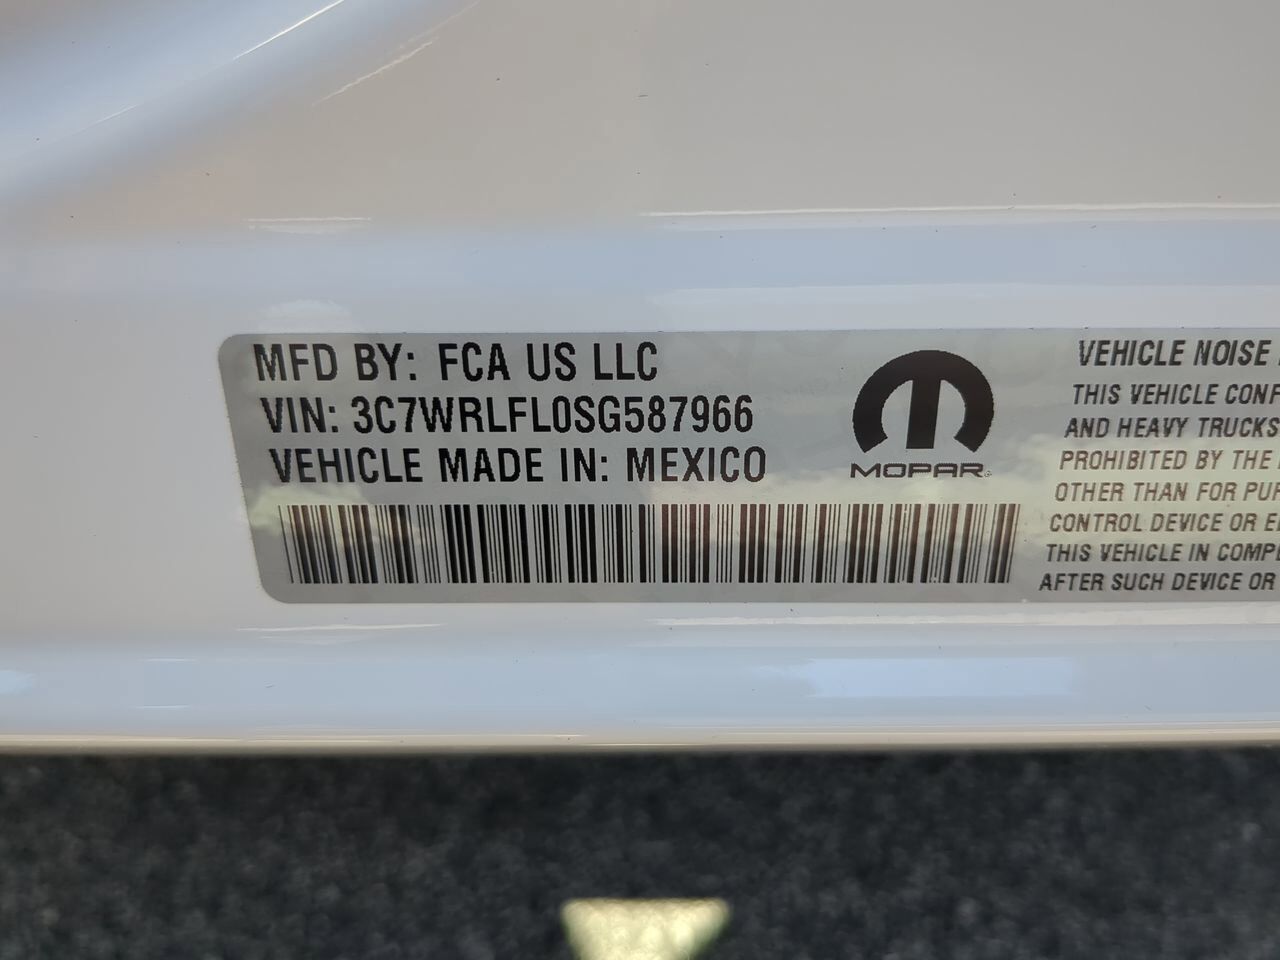 MFD BY: FCA US LLC
VIN: 3C7WRLFL0SG587966
VEHICLE MADE IN: MEXICO
MOPAR
VEHICLE NOISE
THIS VEHICLE CONF
AND HEAVY TRUCKS
PROHIBITED BY THE
OTHER THAN FOR PUR
CONTROL DEVICE OR E
THIS VEHICLE IN COMPL
AFTER SUCH DEVICE OR